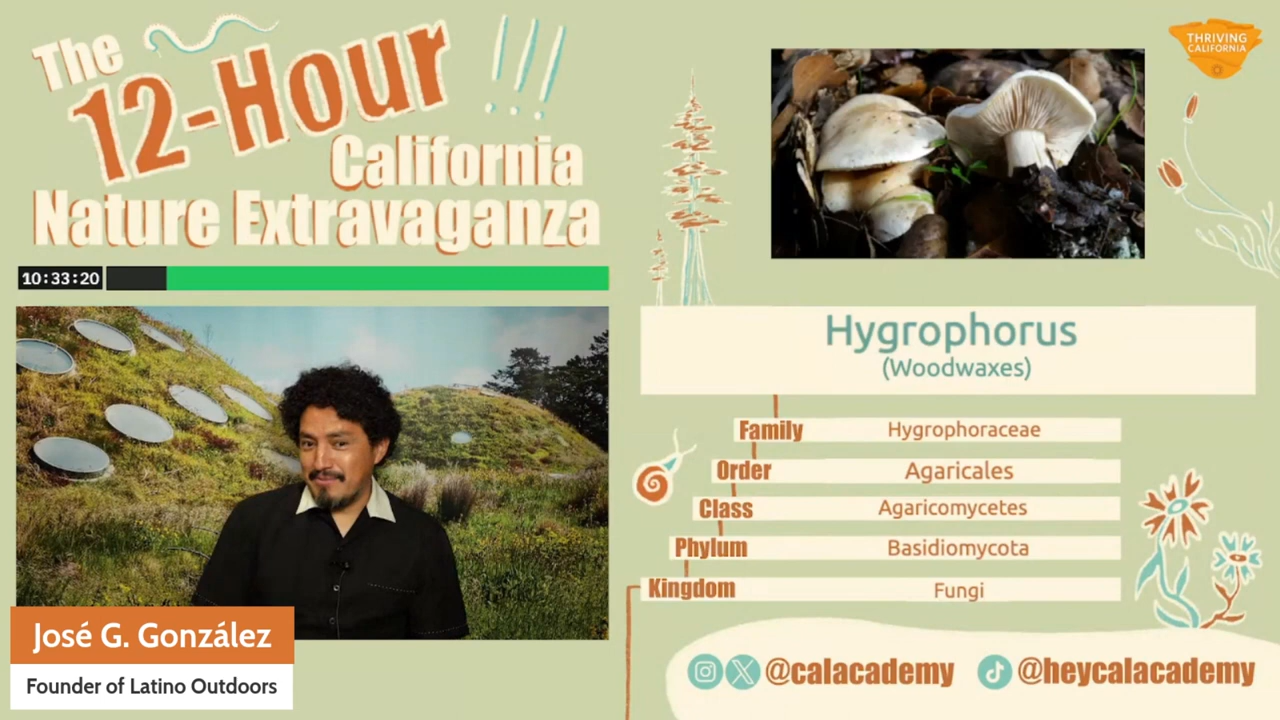 The
12-Hour !!!
California
Nature Extravaganza
10:33:20
José G. González
Founder of Latino Outdoors
THRIVING
CALIFORNIA
Hygrophorus
(Woodwaxes)
Family Hygrophoraceae
Order Agaricales
Class Agaricomycetes
Phylum Basidiomycota
Kingdom Fungi
@calacademy @heycalacademy